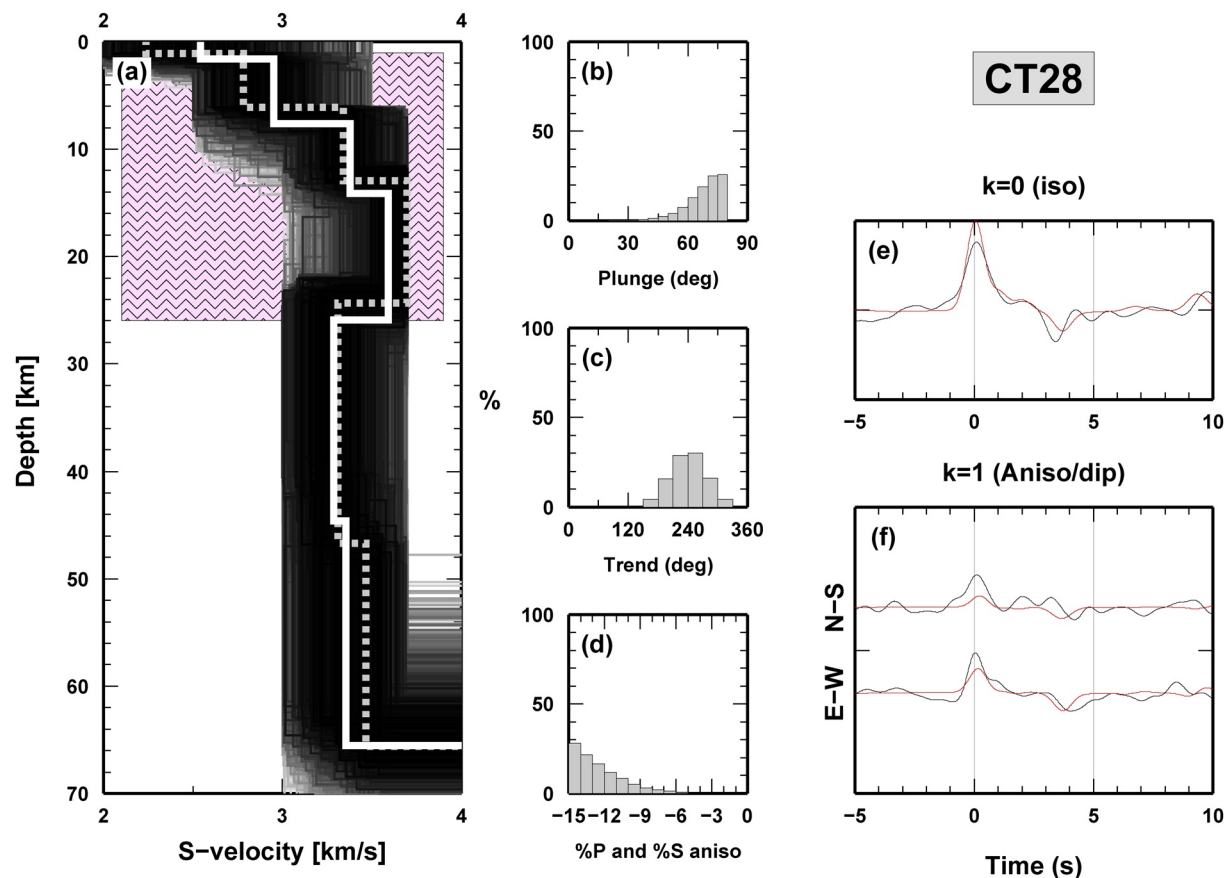 2 3 4
0
10
20
30
40
50
60
70
2 3 4
Depth [km]
S−velocity [km/s]
(a)
%
100
50
0
(b)
0 30 60 90
Plunge (deg)
100
50
0
(c)
0 120 240 360
Trend (deg)
100
50
0
(d)
−15 −12 −9 −6 −3 0
%P and %S aniso
CT28
k=0 (iso)
(e)
−5 0 5 10
k=1 (Aniso/dip)
(f)
N−S
E−W
−5 0 5 10
Time (s)